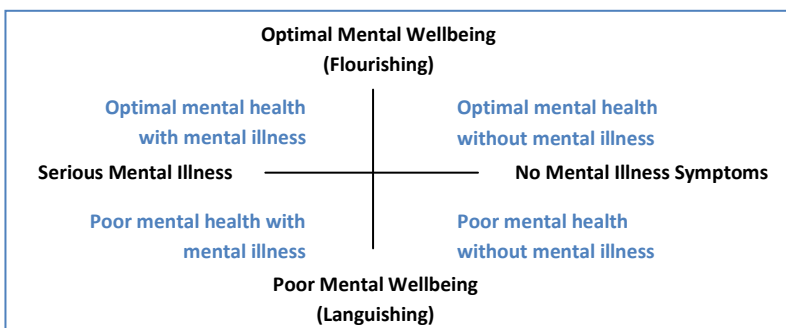 Optimal Mental Wellbeing
(Flourishing)
Optimal mental health
with mental illness
Optimal mental health
without mental illness
Serious Mental Illness
No Mental Illness Symptoms
Poor mental health with
mental illness
Poor mental health
without mental illness
Poor Mental Wellbeing
(Languishing)